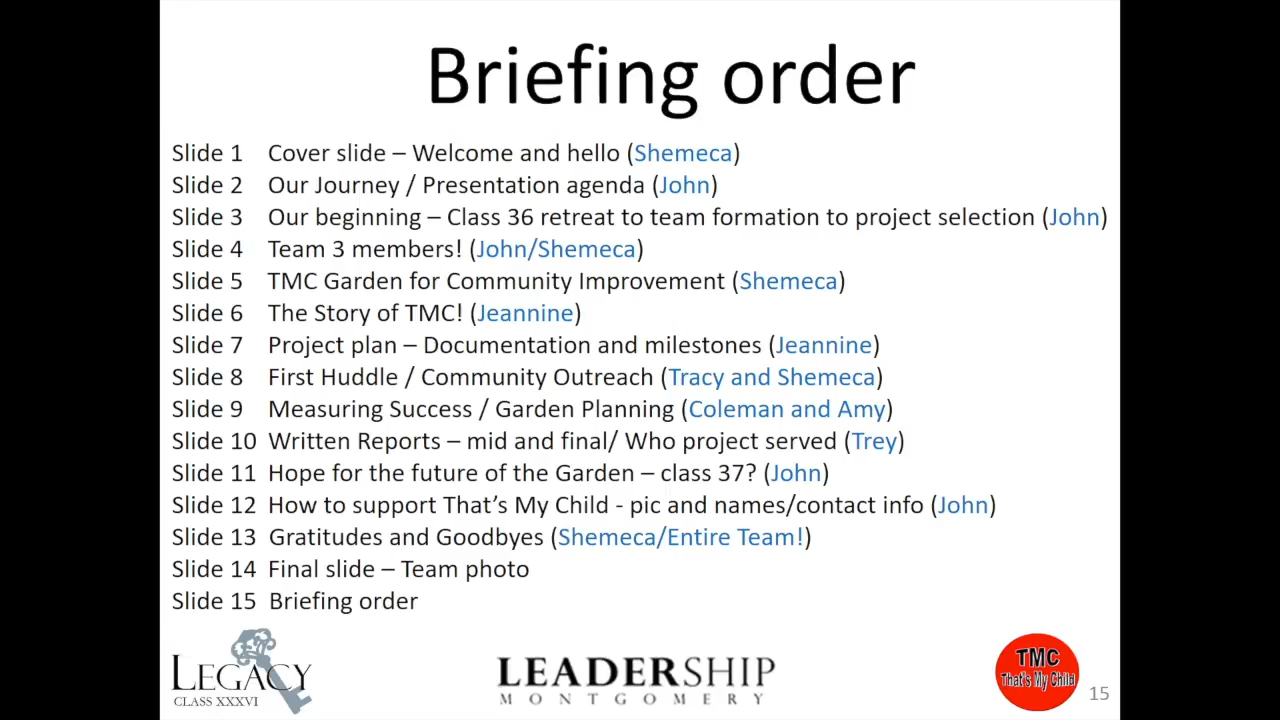 Briefing order
Slide 1 Cover slide – Welcome and hello (Shemeca)
Slide 2 Our Journey / Presentation agenda (John)
Slide 3 Our beginning – Class 36 retreat to team formation to project selection (John)
Slide 4 Team 3 members! (John/Shemeca)
Slide 5 TMC Garden for Community Improvement (Shemeca)
Slide 6 The Story of TMC! (Jeannine)
Slide 7 Project plan – Documentation and milestones (Jeannine)
Slide 8 First Huddle / Community Outreach (Tracy and Shemeca)
Slide 9 Measuring Success / Garden Planning (Coleman and Amy)
Slide 10 Written Reports – mid and final/ Who project served (Trey)
Slide 11 Hope for the future of the Garden – class 37? (John)
Slide 12 How to support That’s My Child - pic and names/contact info (John)
Slide 13 Gratitudes and Goodbyes (Shemeca/Entire Team!)
Slide 14 Final slide – Team photo
Slide 15 Briefing order
LEGACY
CLASS XXXVI
LEADERSHIP
MONTGOMERY
TMC
That's My Child
15